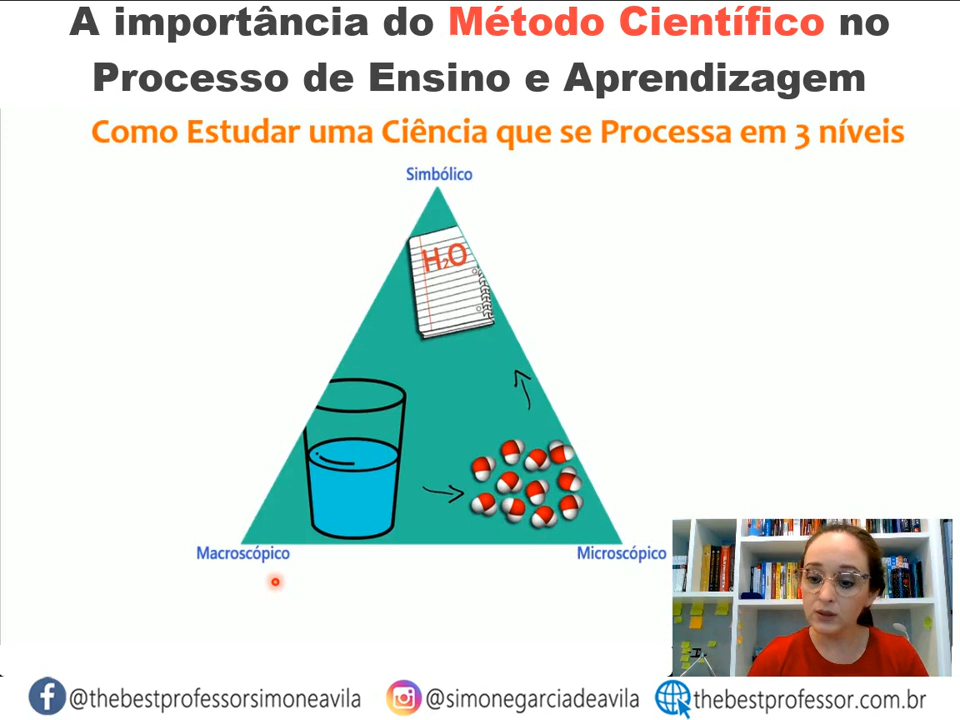 A importância do Método Científico no
Processo de Ensino e Aprendizagem
Como Estudar uma Ciência que se Processa em 3 níveis
Simbólico
H₂O
Macroscópico
Microscópico
@thebestprofessorsimoneavila
@simonegarciadeavila
thebestprofessor.com.br